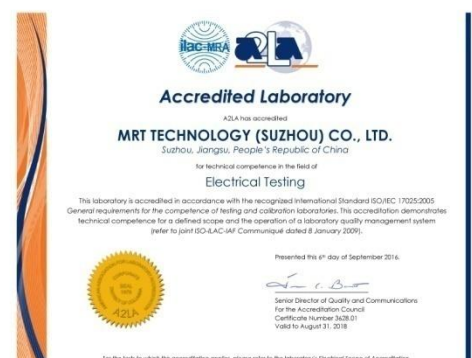 ilac-MRA
A2LA
Accredited Laboratory
A2LA has accredited
MRT TECHNOLOGY (SUZHOU) CO., LTD.
Suzhou, Jiangsu, People's Republic of China
for technical competence in the field of
Electrical Testing
This laboratory is accredited in accordance with the recognized International Standard ISO/IEC 17025:2005
General requirements for the competence of testing and calibration laboratories. This accreditation demonstrates
technical competence for a defined scope and the operation of a laboratory quality management system
(refer to joint ISO-ILAC-IAF Communiqué dated 8 January 2009).
Presented this 6th day of September 2016.
Senior Director of Quality and Communications
For the Accreditation Council
Certificate Number 3628.01
Valid to August 31, 2018
SEAL
A2LA